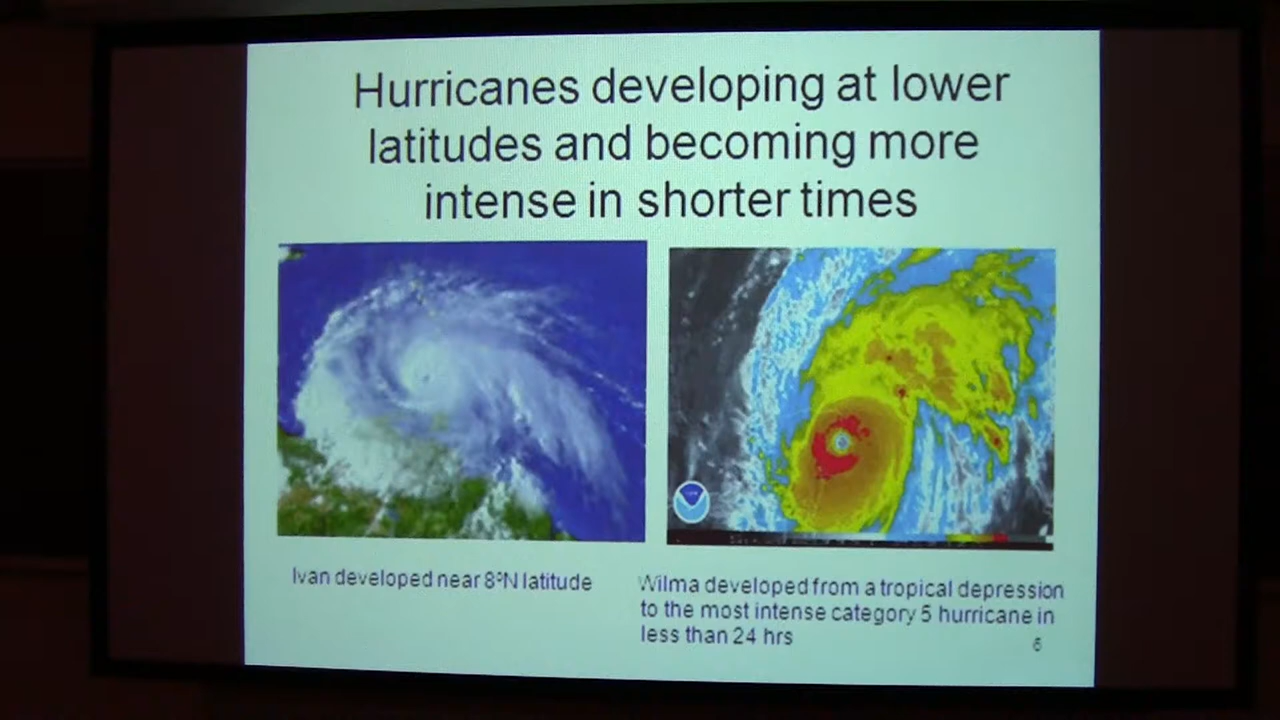 Hurricanes developing at lower
latitudes and becoming more
intense in shorter times
Ivan developed near 8ºN latitude
Wilma developed from a tropical depression
to the most intense category 5 hurricane in
less than 24 hrs
6